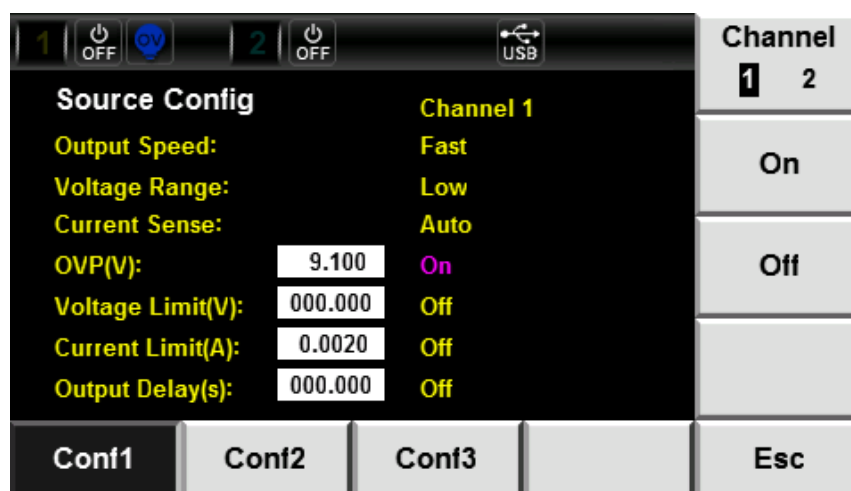 1 OFF OV 2 OFF USB
Channel
1 2
Source Config Channel 1
Output Speed: Fast
Voltage Range: Low
Current Sense: Auto
OVP(V): 9.100 On
Voltage Limit(V): 000.000 Off
Current Limit(A): 0.0020 Off
Output Delay(s): 000.000 Off
On
Off
Conf1 Conf2 Conf3 Esc